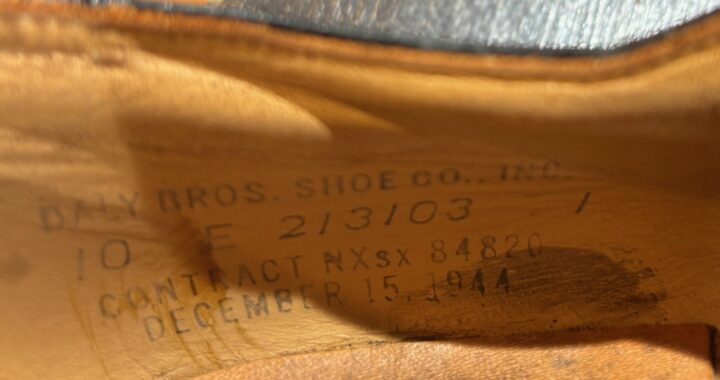 DALY BROS. SHOE CO., INC.
10 E 213103 1
CONTRACT NXsx 84820
DECEMBER 15, 1944